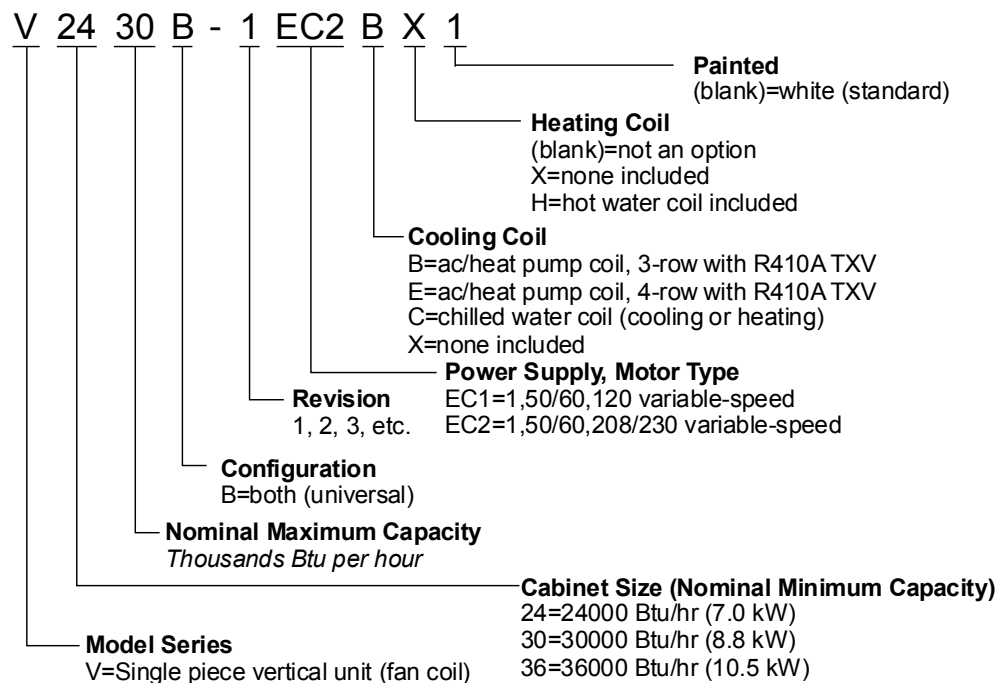 V 24 30 B - 1 EC2 B X 1
Painted
(blank)=white (standard)
Heating Coil
(blank)=not an option
X=none included
H=hot water coil included
Cooling Coil
B=ac/heat pump coil, 3-row with R410A TXV
E=ac/heat pump coil, 4-row with R410A TXV
C=chilled water coil (cooling or heating)
X=none included
Power Supply, Motor Type
EC1=1,50/60,120 variable-speed
EC2=1,50/60,208/230 variable-speed
Revision
1, 2, 3, etc.
Configuration
B=both (universal)
Nominal Maximum Capacity
Thousands Btu per hour
Cabinet Size (Nominal Minimum Capacity)
24=24000 Btu/hr (7.0 kW)
30=30000 Btu/hr (8.8 kW)
36=36000 Btu/hr (10.5 kW)
Model Series
V=Single piece vertical unit (fan coil)